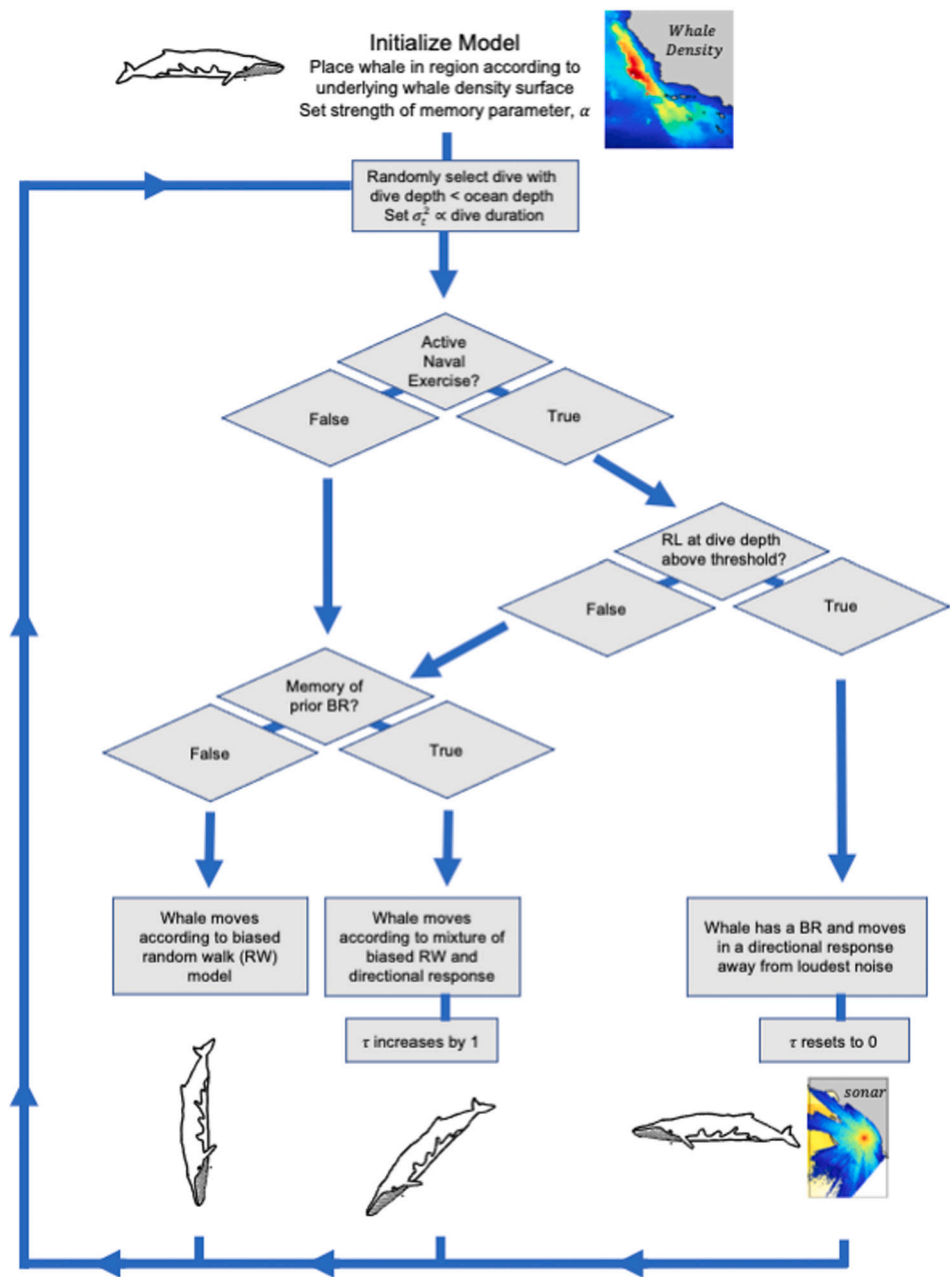 Initialize Model
Place whale in region according to
underlying whale density surface
Set strength of memory parameter, α
Whale
Density
Randomly select dive with
dive depth < ocean depth
Set σ_t^2 ∝ dive duration
Active
Naval
Exercise?
False
True
RL at dive depth
above threshold?
False
True
Memory of
prior BR?
False
True
Whale moves
according to biased
random walk (RW)
model
Whale moves
according to mixture of
biased RW and
directional response
Whale has a BR and moves
in a directional response
away from loudest noise
τ increases by 1
τ resets to 0
sonar